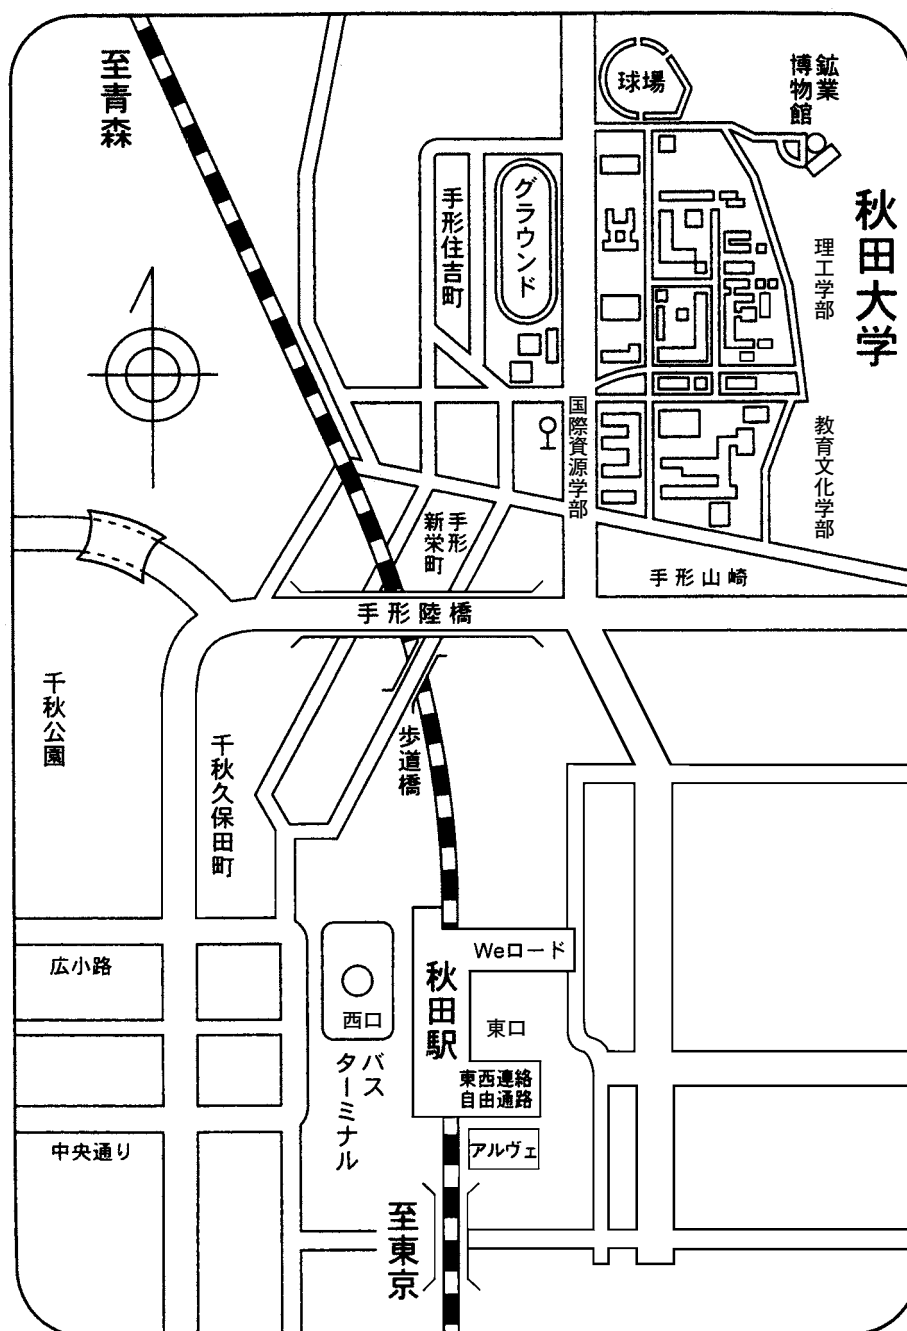 至青森
球場
鉱業
博物館
秋田大学
グラウンド
手形住吉町
理工学部
国際資源学部
教育文化学部
手形
新栄町
手形山崎
手形陸橋
千秋公園
歩道橋
千秋久保田町
Weロード
広小路
秋田駅
西口
東口
バス
ターミナル
東西連絡
自由通路
中央通り
アルヴェ
至東京